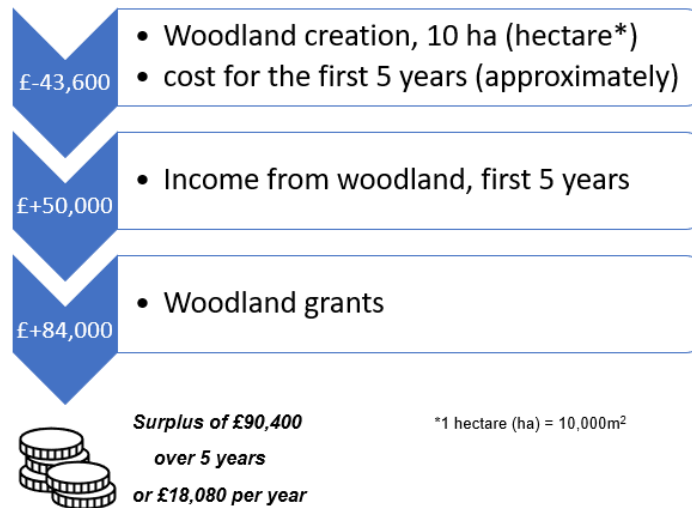 £-43,600
• Woodland creation, 10 ha (hectare*)
• cost for the first 5 years (approximately)
£+50,000
• Income from woodland, first 5 years
£+84,000
• Woodland grants
Surplus of £90,400
over 5 years
or £18,080 per year
*1 hectare (ha) = 10,000m²